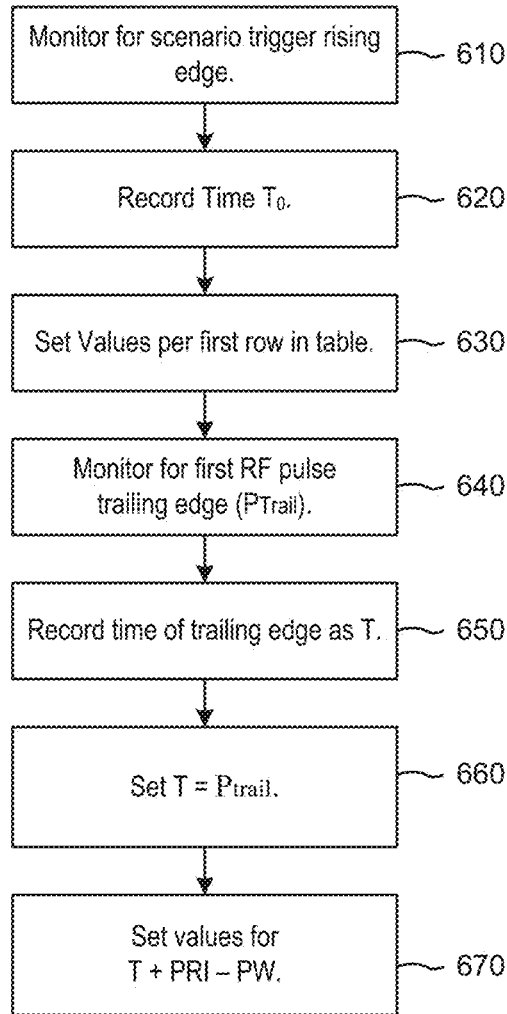 Monitor for scenario trigger rising
edge.
610
Record Time T₀.
620
Set Values per first row in table.
630
Monitor for first RF pulse
trailing edge (PTrail).
640
Record time of trailing edge as T.
650
Set T = Ptrail.
660
Set values for
T + PRI – PW.
670